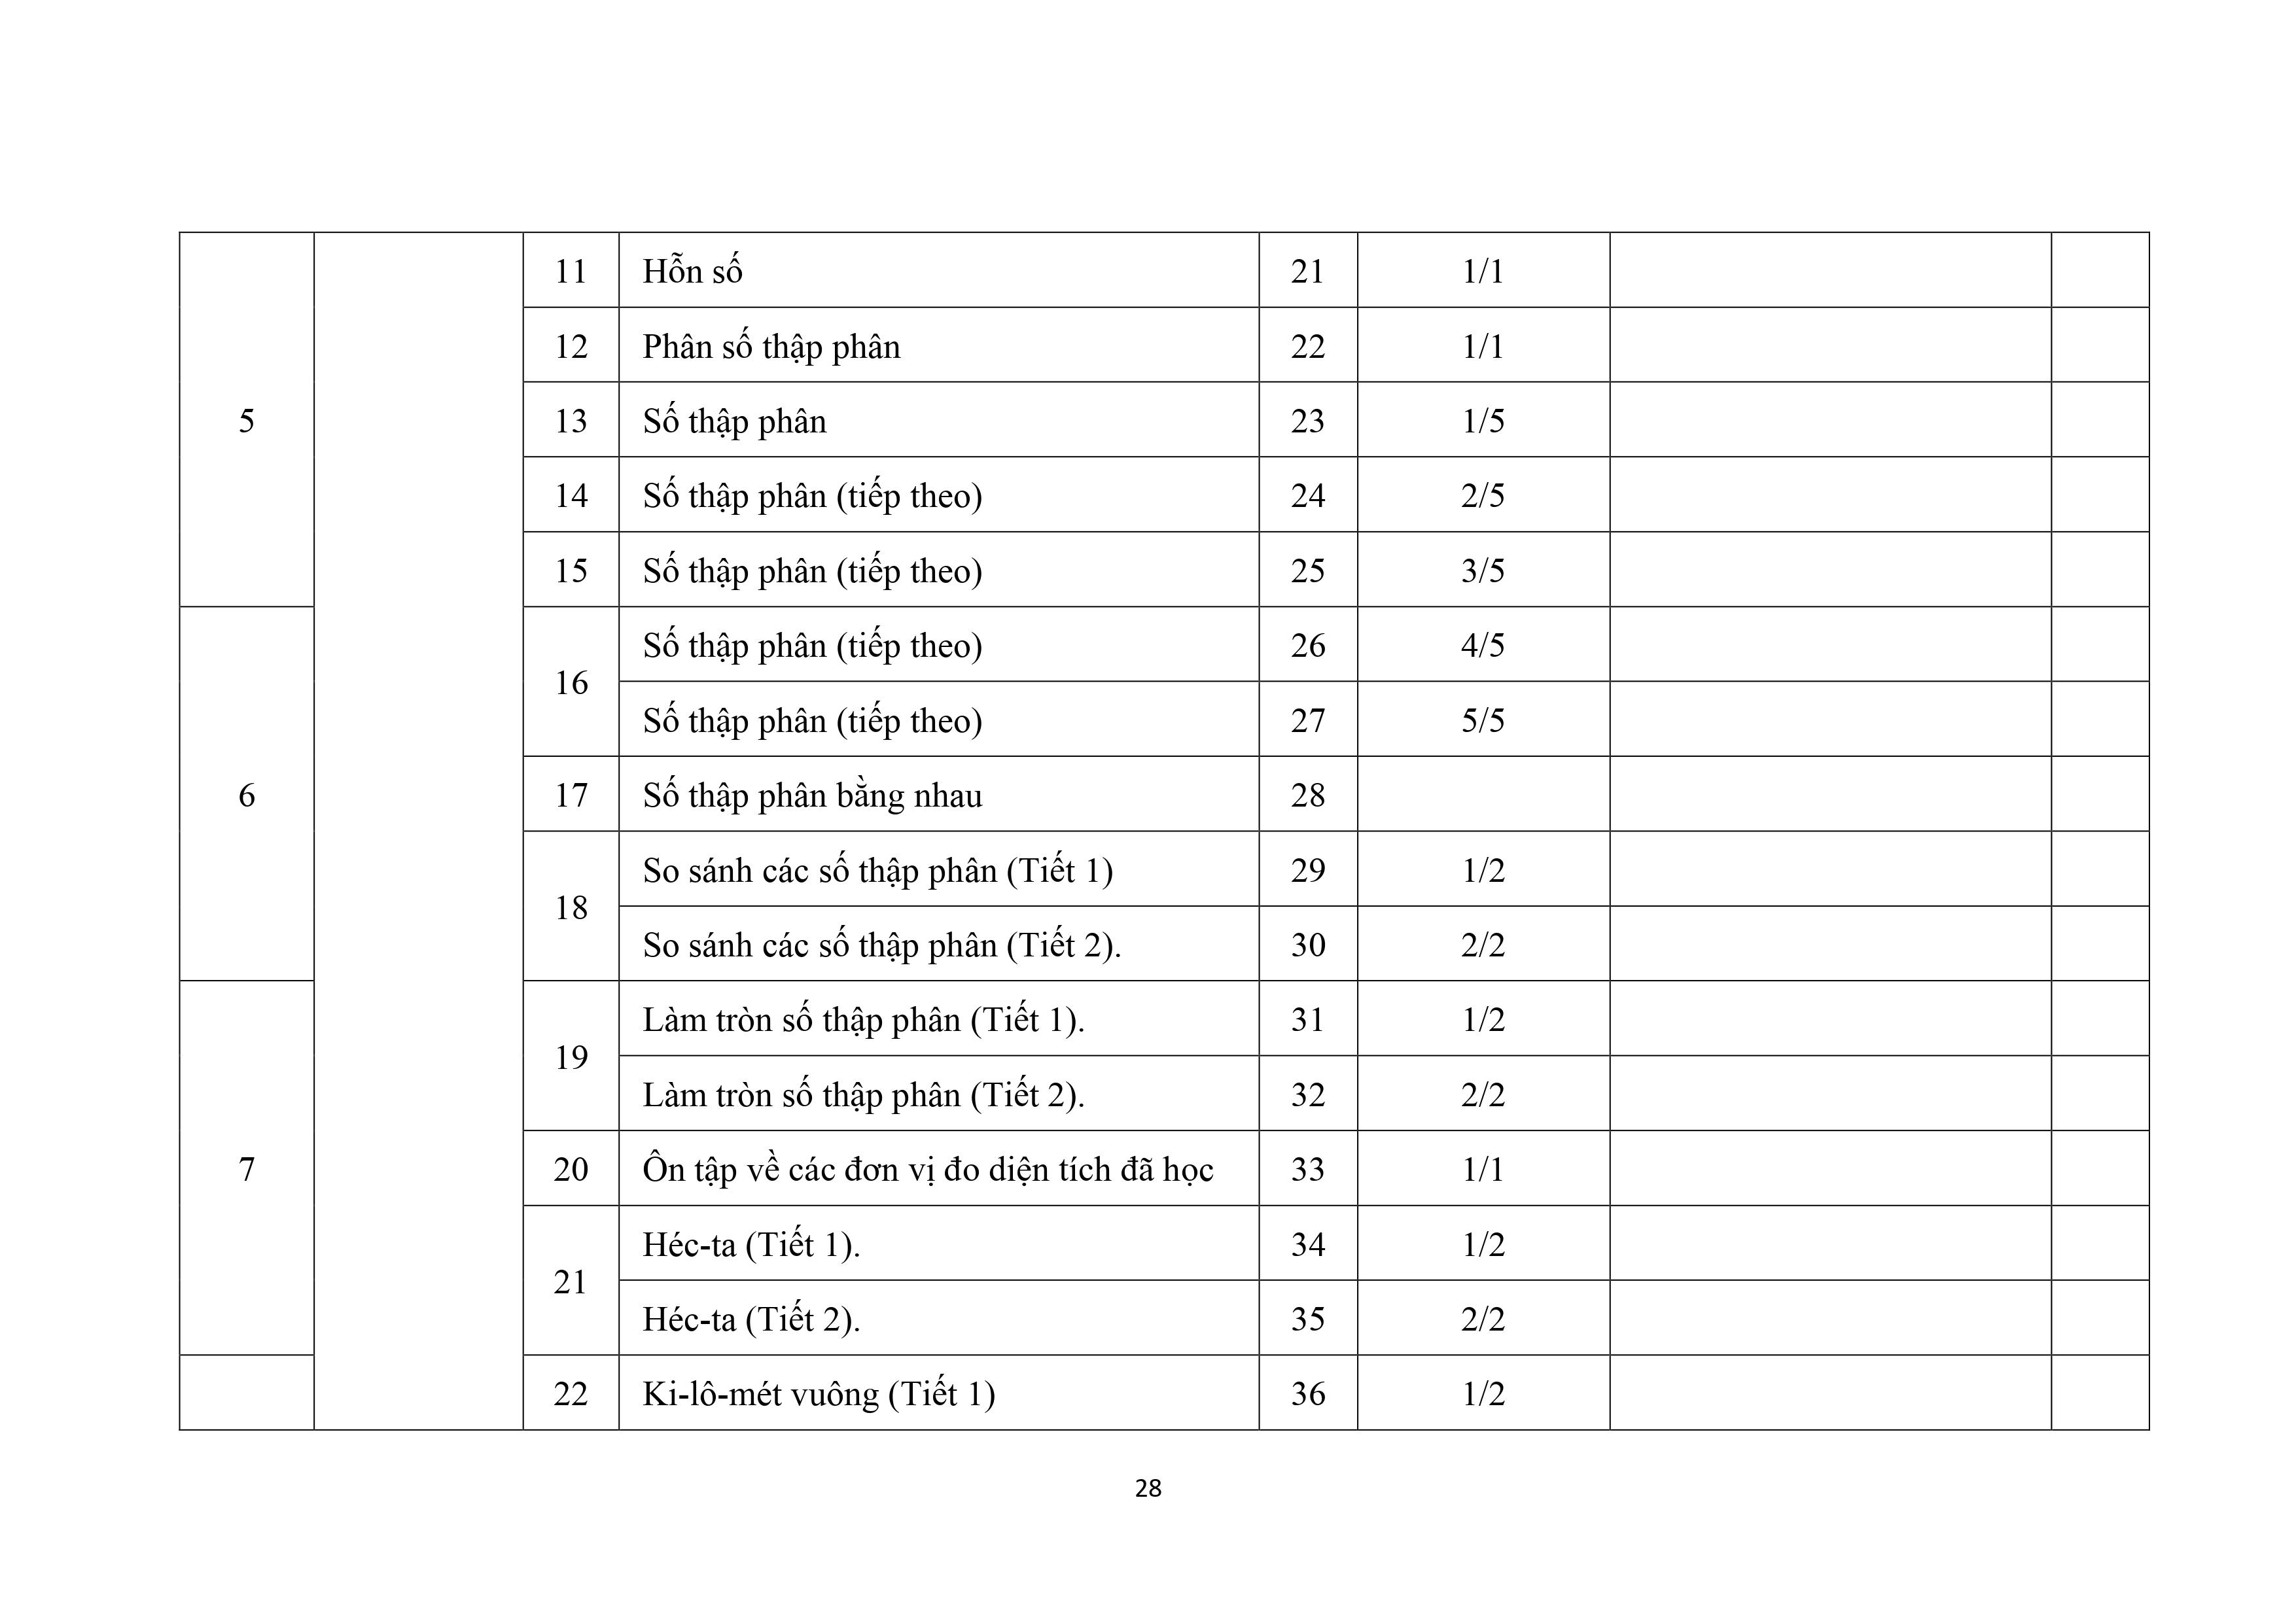 5 11 Hỗn số 21 1/1
12 Phân số thập phân 22 1/1
13 Số thập phân 23 1/5
14 Số thập phân (tiếp theo) 24 2/5
15 Số thập phân (tiếp theo) 25 3/5
6 16 Số thập phân (tiếp theo) 26 4/5
Số thập phân (tiếp theo) 27 5/5
17 Số thập phân bằng nhau 28
18 So sánh các số thập phân (Tiết 1) 29 1/2
So sánh các số thập phân (Tiết 2). 30 2/2
7 19 Làm tròn số thập phân (Tiết 1). 31 1/2
Làm tròn số thập phân (Tiết 2). 32 2/2
20 Ôn tập về các đơn vị đo diện tích đã học 33 1/1
21 Héc-ta (Tiết 1). 34 1/2
Héc-ta (Tiết 2). 35 2/2
22 Ki-lô-mét vuông (Tiết 1) 36 1/2
28